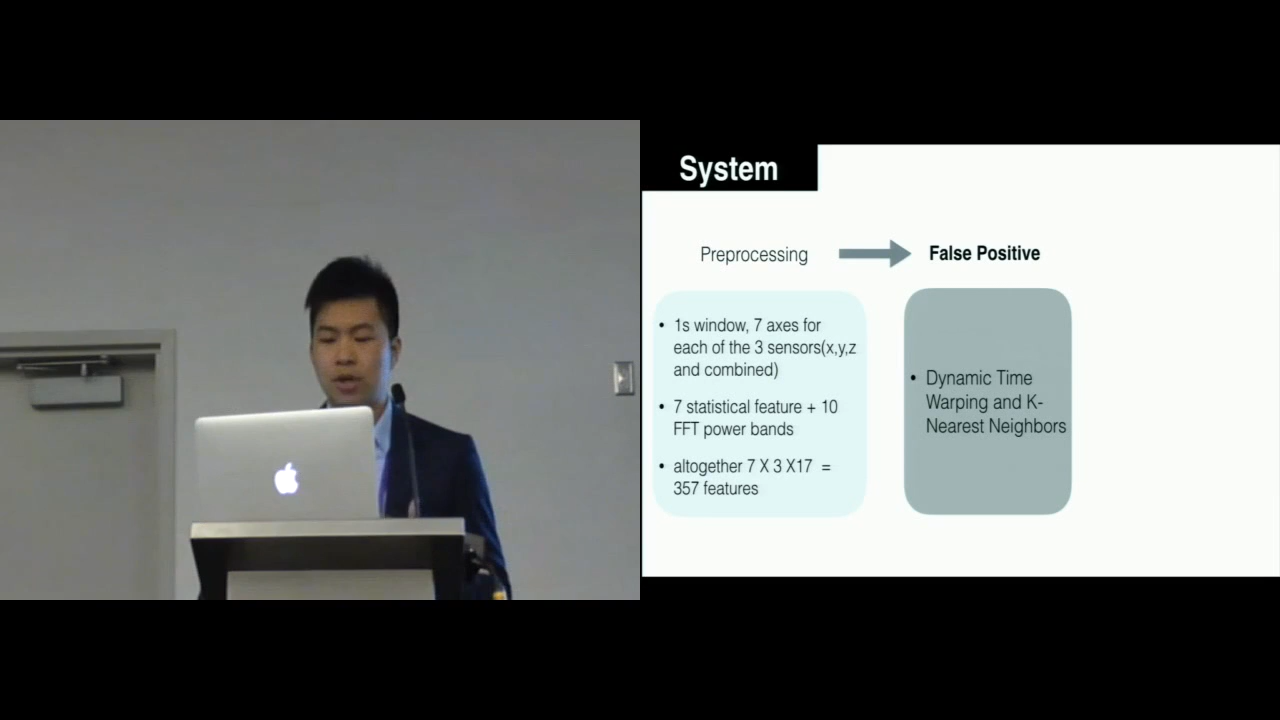 System
Preprocessing
False Positive
• 1s window, 7 axes for
each of the 3 sensors(x,y,z
and combined)
• 7 statistical feature + 10
FFT power bands
• altogether 7 X 3 X17 =
357 features
• Dynamic Time
Warping and K-
Nearest Neighbors